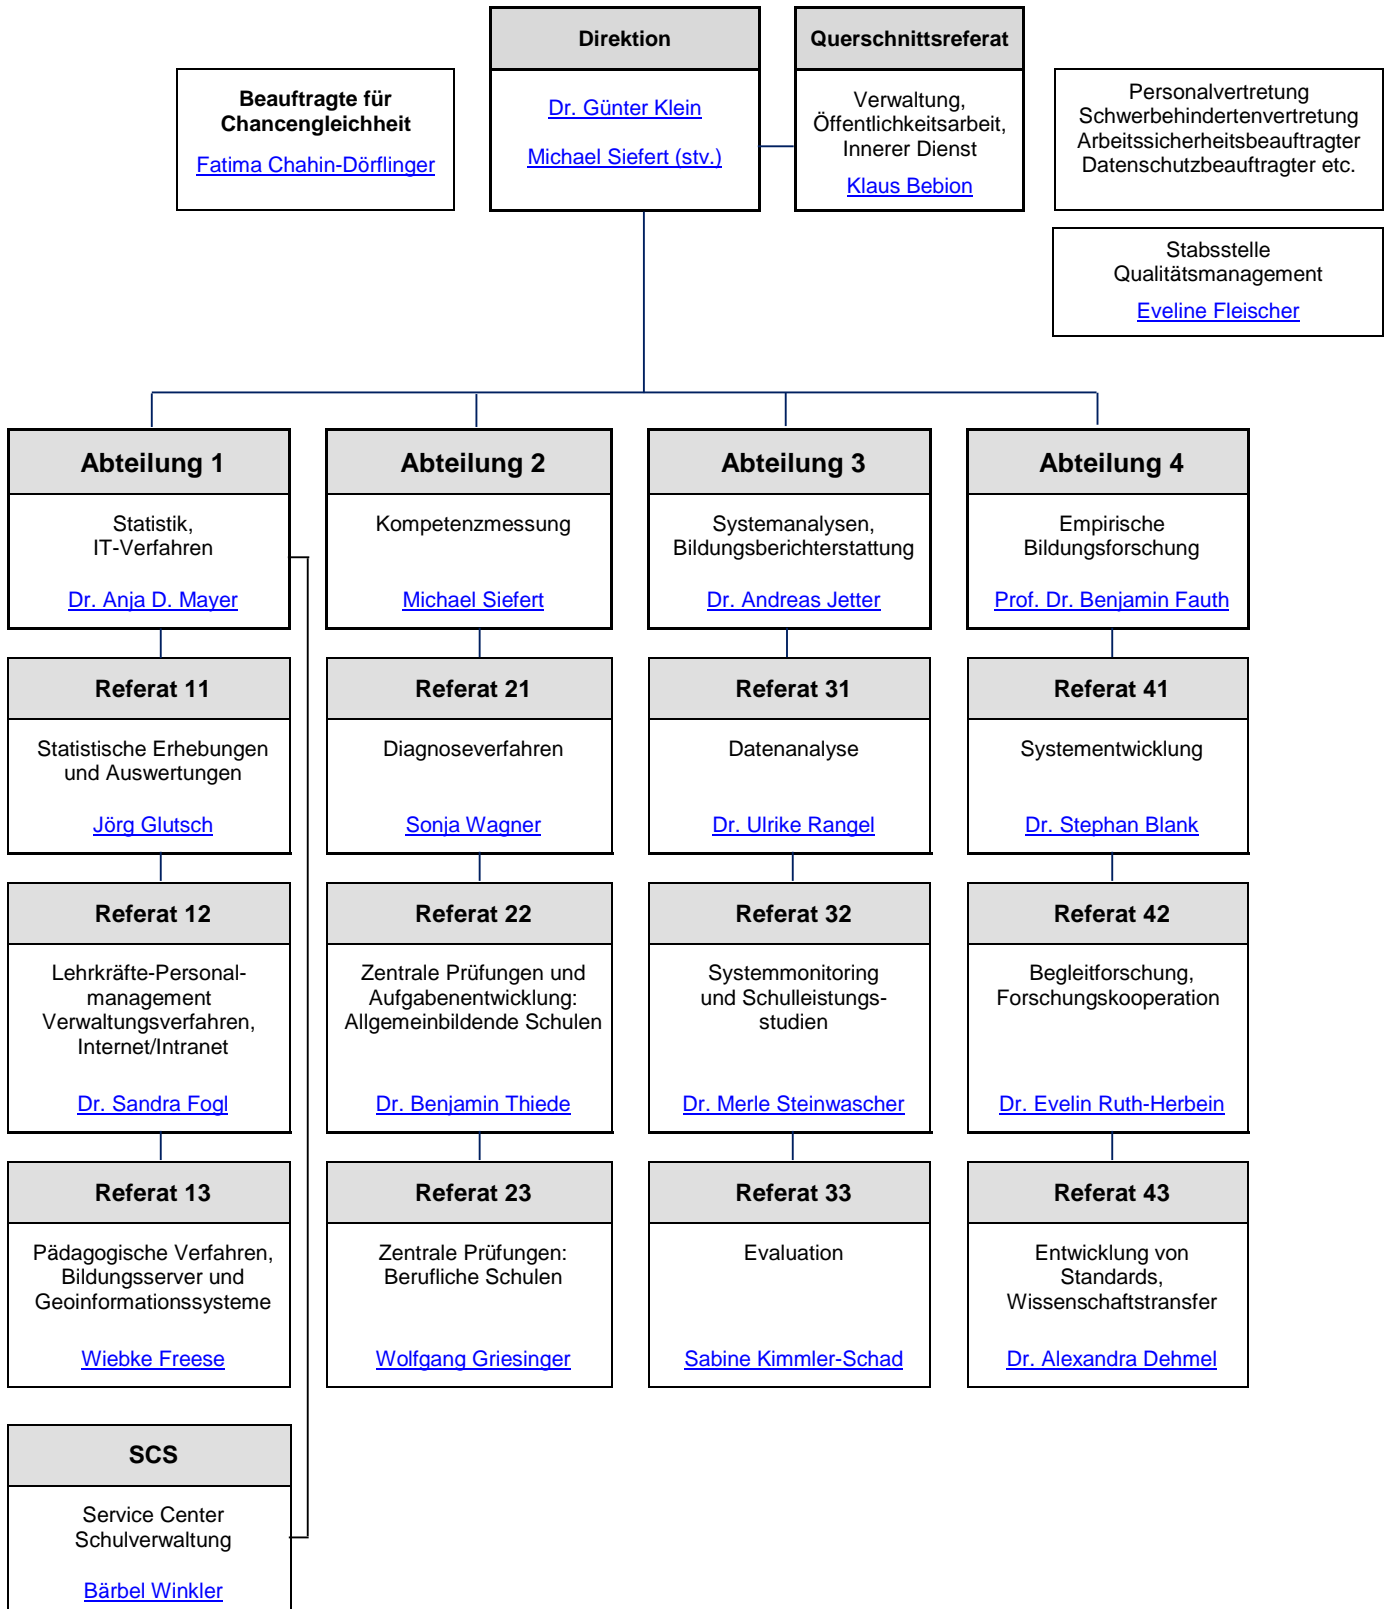 Direktion
Dr. Günter Klein
Michael Siefert (stv.)
Querschnittsreferat
Verwaltung,
Öffentlichkeitsarbeit,
Innerer Dienst
Klaus Bebion
Beauftragte für
Chancengleichheit
Fatima Chahin-Dörflinger
Personalvertretung
Schwerbehindertenvertretung
Arbeitssicherheitsbeauftragter
Datenschutzbeauftragter etc.
Stabsstelle
Qualitätsmanagement
Eveline Fleischer
Abteilung 1
Statistik,
IT-Verfahren
Dr. Anja D. Mayer
Referat 11
Statistische Erhebungen
und Auswertungen
Jörg Glutsch
Referat 12
Lehrkräfte-Personal-
management
Verwaltungsverfahren,
Internet/Intranet
Dr. Sandra Fogl
Referat 13
Pädagogische Verfahren,
Bildungsserver und
Geoinformationssysteme
Wiebke Freese
SCS
Service Center
Schulverwaltung
Bärbel Winkler
Abteilung 2
Kompetenzmessung
Michael Siefert
Referat 21
Diagnoseverfahren
Sonja Wagner
Referat 22
Zentrale Prüfungen und
Aufgabenentwicklung:
Allgemeinbildende Schulen
Dr. Benjamin Thiede
Referat 23
Zentrale Prüfungen:
Berufliche Schulen
Wolfgang Griesinger
Abteilung 3
Systemanalysen,
Bildungsberichterstattung
Dr. Andreas Jetter
Referat 31
Datenanalyse
Dr. Ulrike Rangel
Referat 32
Systemmonitoring
und Schulleistungs-
studien
Dr. Merle Steinwascher
Referat 33
Evaluation
Sabine Kimmler-Schad
Abteilung 4
Empirische
Bildungsforschung
Prof. Dr. Benjamin Fauth
Referat 41
Systementwicklung
Dr. Stephan Blank
Referat 42
Begleitforschung,
Forschungskooperation
Dr. Evelin Ruth-Herbein
Referat 43
Entwicklung von
Standards,
Wissenschaftstransfer
Dr. Alexandra Dehmel